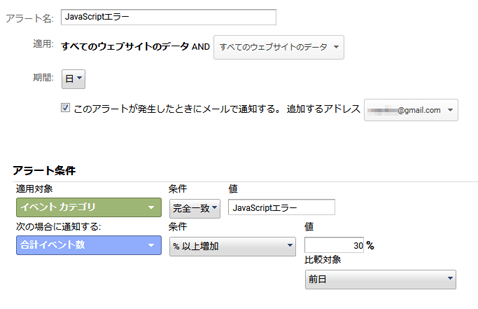 アラート名: JavaScriptエラー
適用: すべてのウェブサイトのデータ AND すべてのウェブサイトのデータ
期間: 日
このアラートが発生したときにメールで通知する。 追加するアドレス @gmail.com
アラート条件
適用対象 条件 値
イベント カテゴリ 完全一致 JavaScriptエラー
次の場合に通知する: 条件 値
合計イベント数 % 以上増加 30 %
比較対象
前日